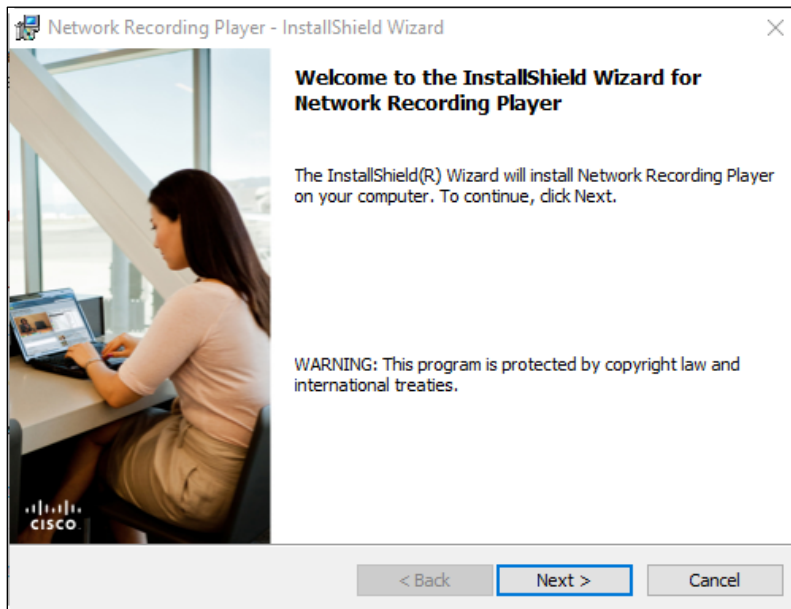 Network Recording Player - InstallShield Wizard
Welcome to the InstallShield Wizard for
Network Recording Player
The InstallShield(R) Wizard will install Network Recording Player
on your computer. To continue, click Next.
WARNING: This program is protected by copyright law and
international treaties.
CISCO
< Back
Next >
Cancel